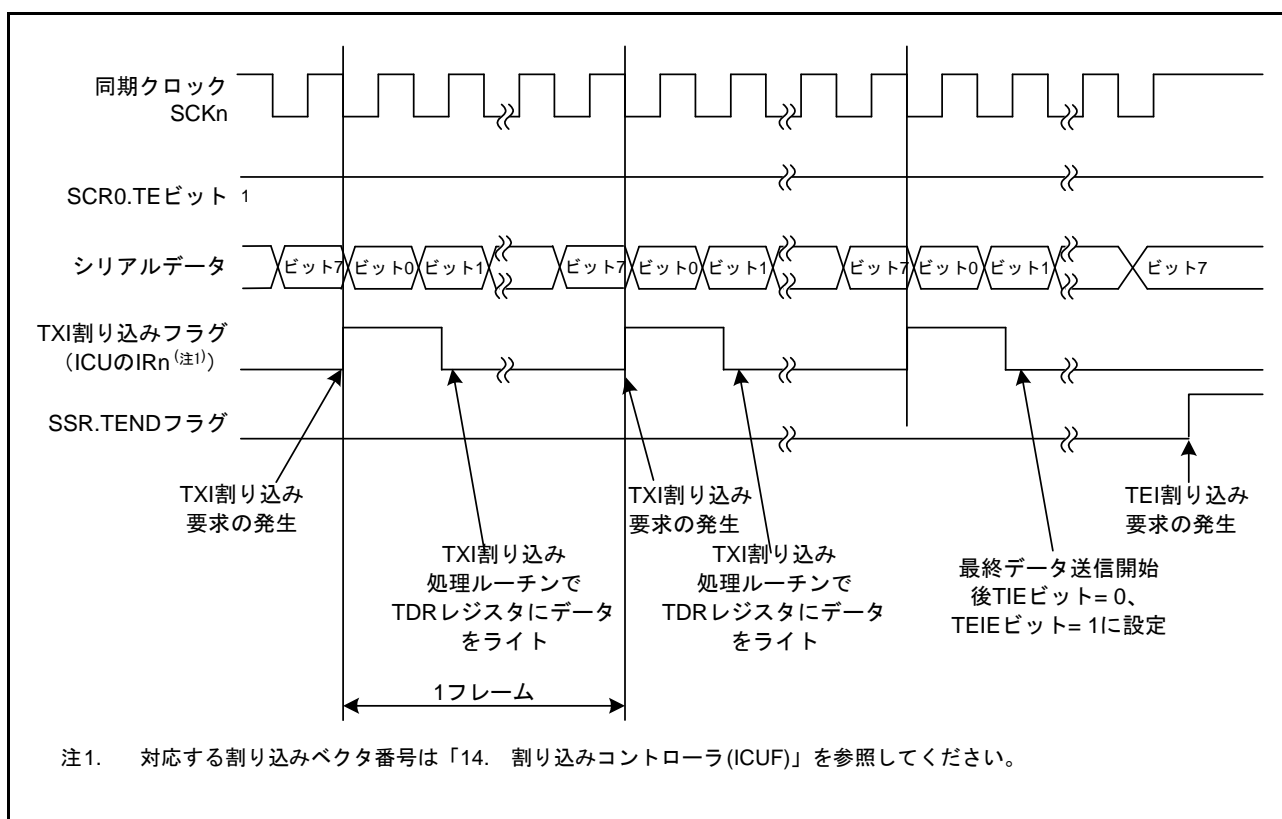 同期クロック
SCKn
SCR0.TEビット 1
シリアルデータ
ビット7 ビット0 ビット1 ビット7 ビット0 ビット1 ビット7 ビット0 ビット1 ビット7
TXI割り込みフラグ
（ICUのIRn(注1)）
SSR.TENDフラグ
TXI割り込み
要求の発生
TXI割り込み
処理ルーチンで
TDRレジスタにデータ
をライト
TXI割り込み
要求の発生
TXI割り込み
処理ルーチンで
TDRレジスタにデータ
をライト
最終データ送信開始
後TIEビット= 0、
TEIEビット= 1に設定
TEI割り込み
要求の発生
1フレーム
注1. 対応する割り込みベクタ番号は「14. 割り込みコントローラ(ICUF)」を参照してください。